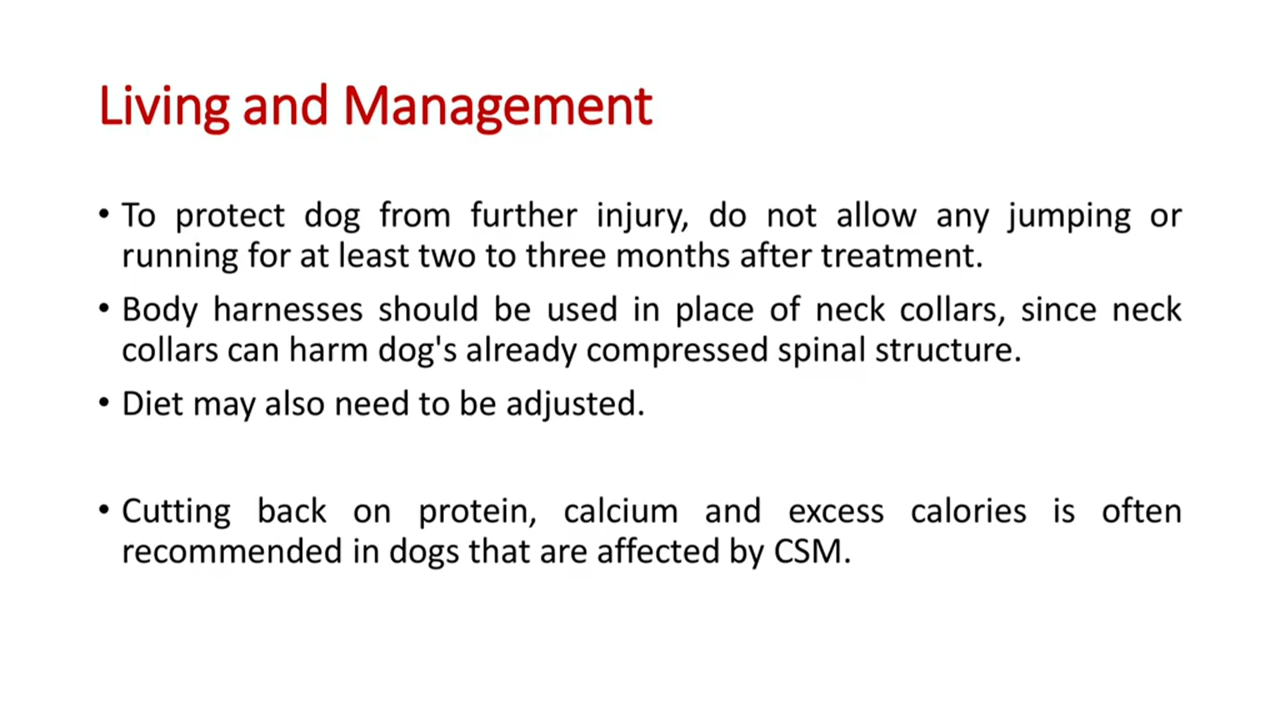 Living and Management
• To protect dog from further injury, do not allow any jumping or
running for at least two to three months after treatment.
• Body harnesses should be used in place of neck collars, since neck
collars can harm dog's already compressed spinal structure.
• Diet may also need to be adjusted.
• Cutting back on protein, calcium and excess calories is often
recommended in dogs that are affected by CSM.